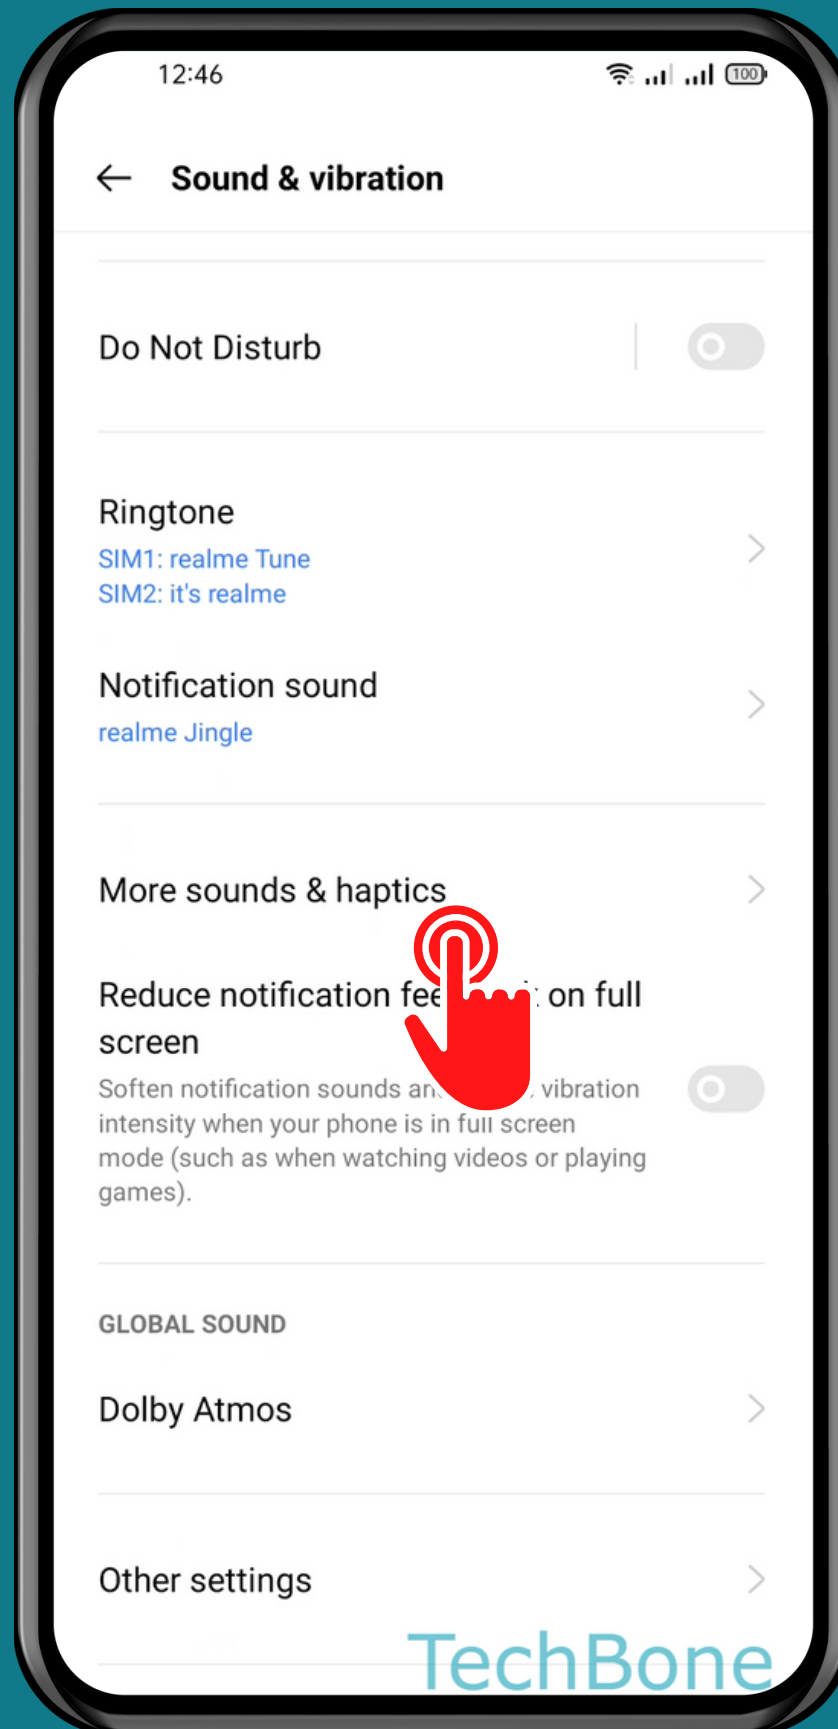 12:46
100
Sound & vibration
Do Not Disturb
Ringtone
SIM1: realme Tune
SIM2: it's realme
Notification sound
realme Jingle
More sounds & haptics
Reduce notification on full
screen
Soften notification sounds vibration
intensity when your phone is in full screen
mode (such as when watching videos or playing
games).
GLOBAL SOUND
Dolby Atmos
Other settings
TechBone